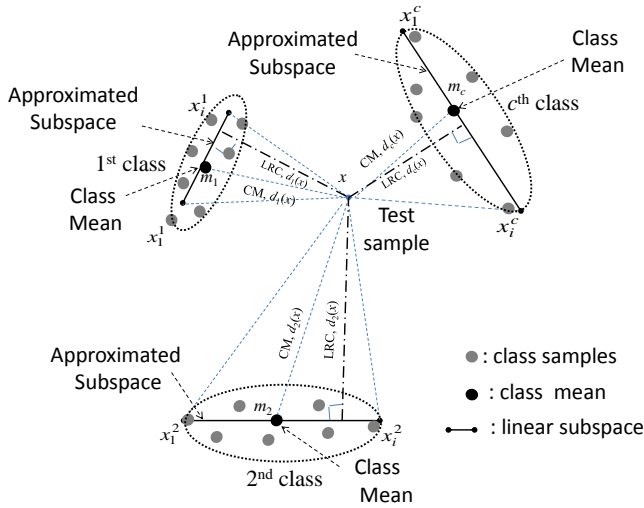 x_1^c
Approximated
Subspace
Class
Mean
m_c
c^th class
Approximated
Subspace
x_i^1
1^st class
m_1
Class
Mean
x_1^1
LRC, d_1(x)
CM, d_1(x)
x
CM, d_c(x)
LRC, d_c(x)
x_i^c
Test
sample
CM, d_2(x)
LRC, d_2(x)
Approximated
Subspace
m_2
x_1^2
x_i^2
2^nd class
Class
Mean
: class samples
: class mean
: linear subspace